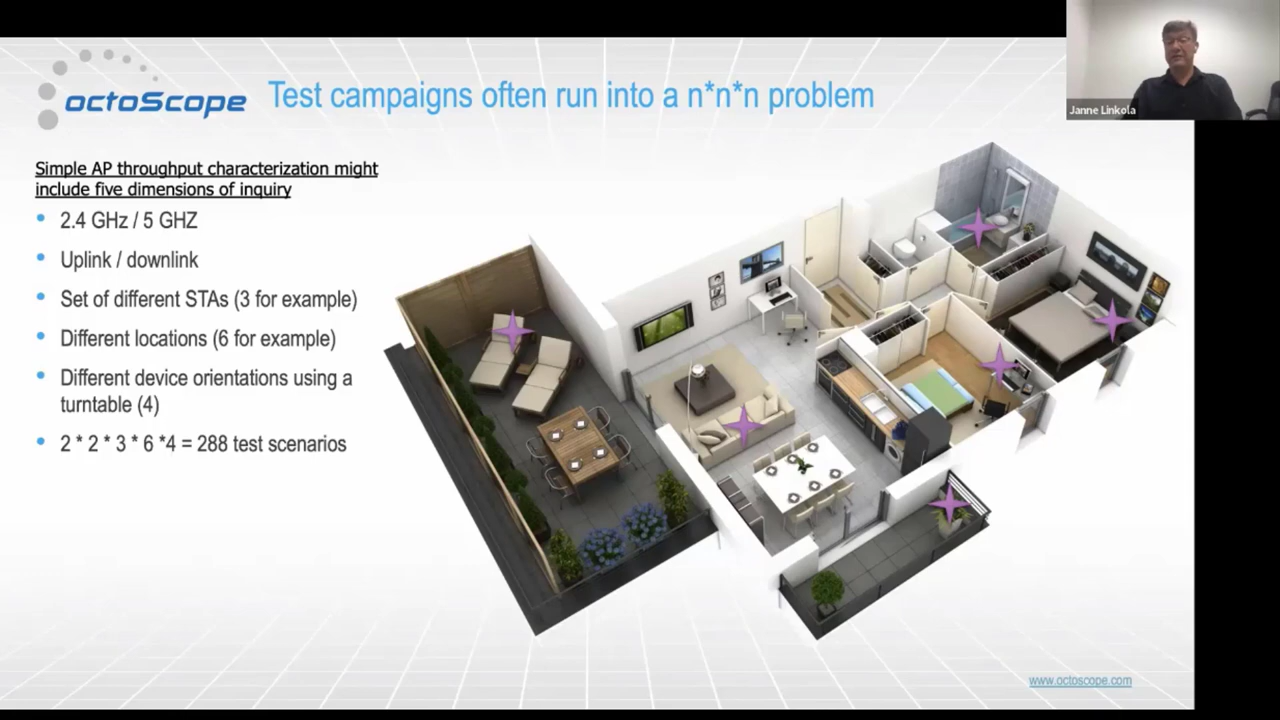 Janne Linkola
octoScope
Test campaigns often run into a n*n*n problem
Simple AP throughput characterization might
include five dimensions of inquiry
• 2.4 GHz / 5 GHZ
• Uplink / downlink
• Set of different STAs (3 for example)
• Different locations (6 for example)
• Different device orientations using a
turntable (4)
• 2 * 2 * 3 * 6 *4 = 288 test scenarios
www.octoscope.com